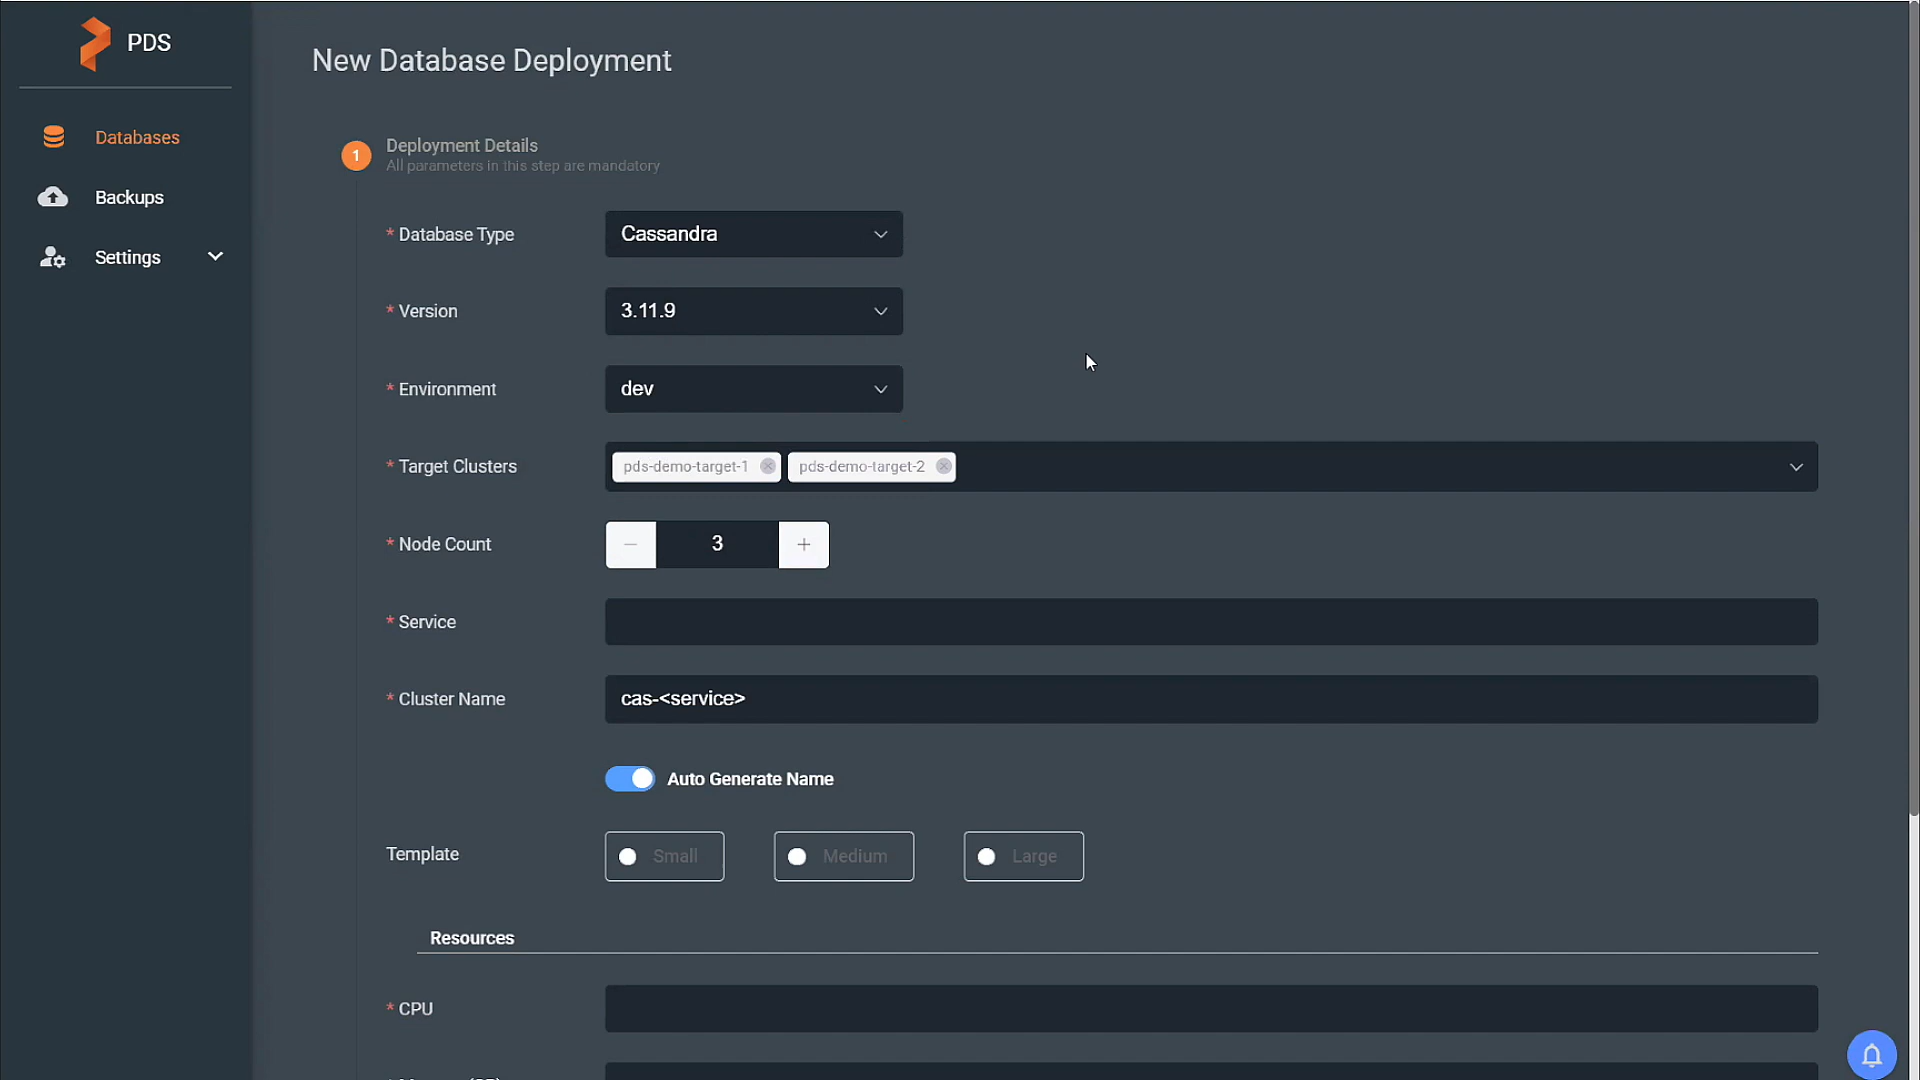 PDS
Databases
Backups
Settings
New Database Deployment
1
Deployment Details
All parameters in this step are mandatory
* Database Type
Cassandra
* Version
3.11.9
* Environment
dev
* Target Clusters
pds-demo-target-1
pds-demo-target-2
* Node Count
3
* Service
* Cluster Name
cas-<service>
Auto Generate Name
Template
Small
Medium
Large
Resources
* CPU